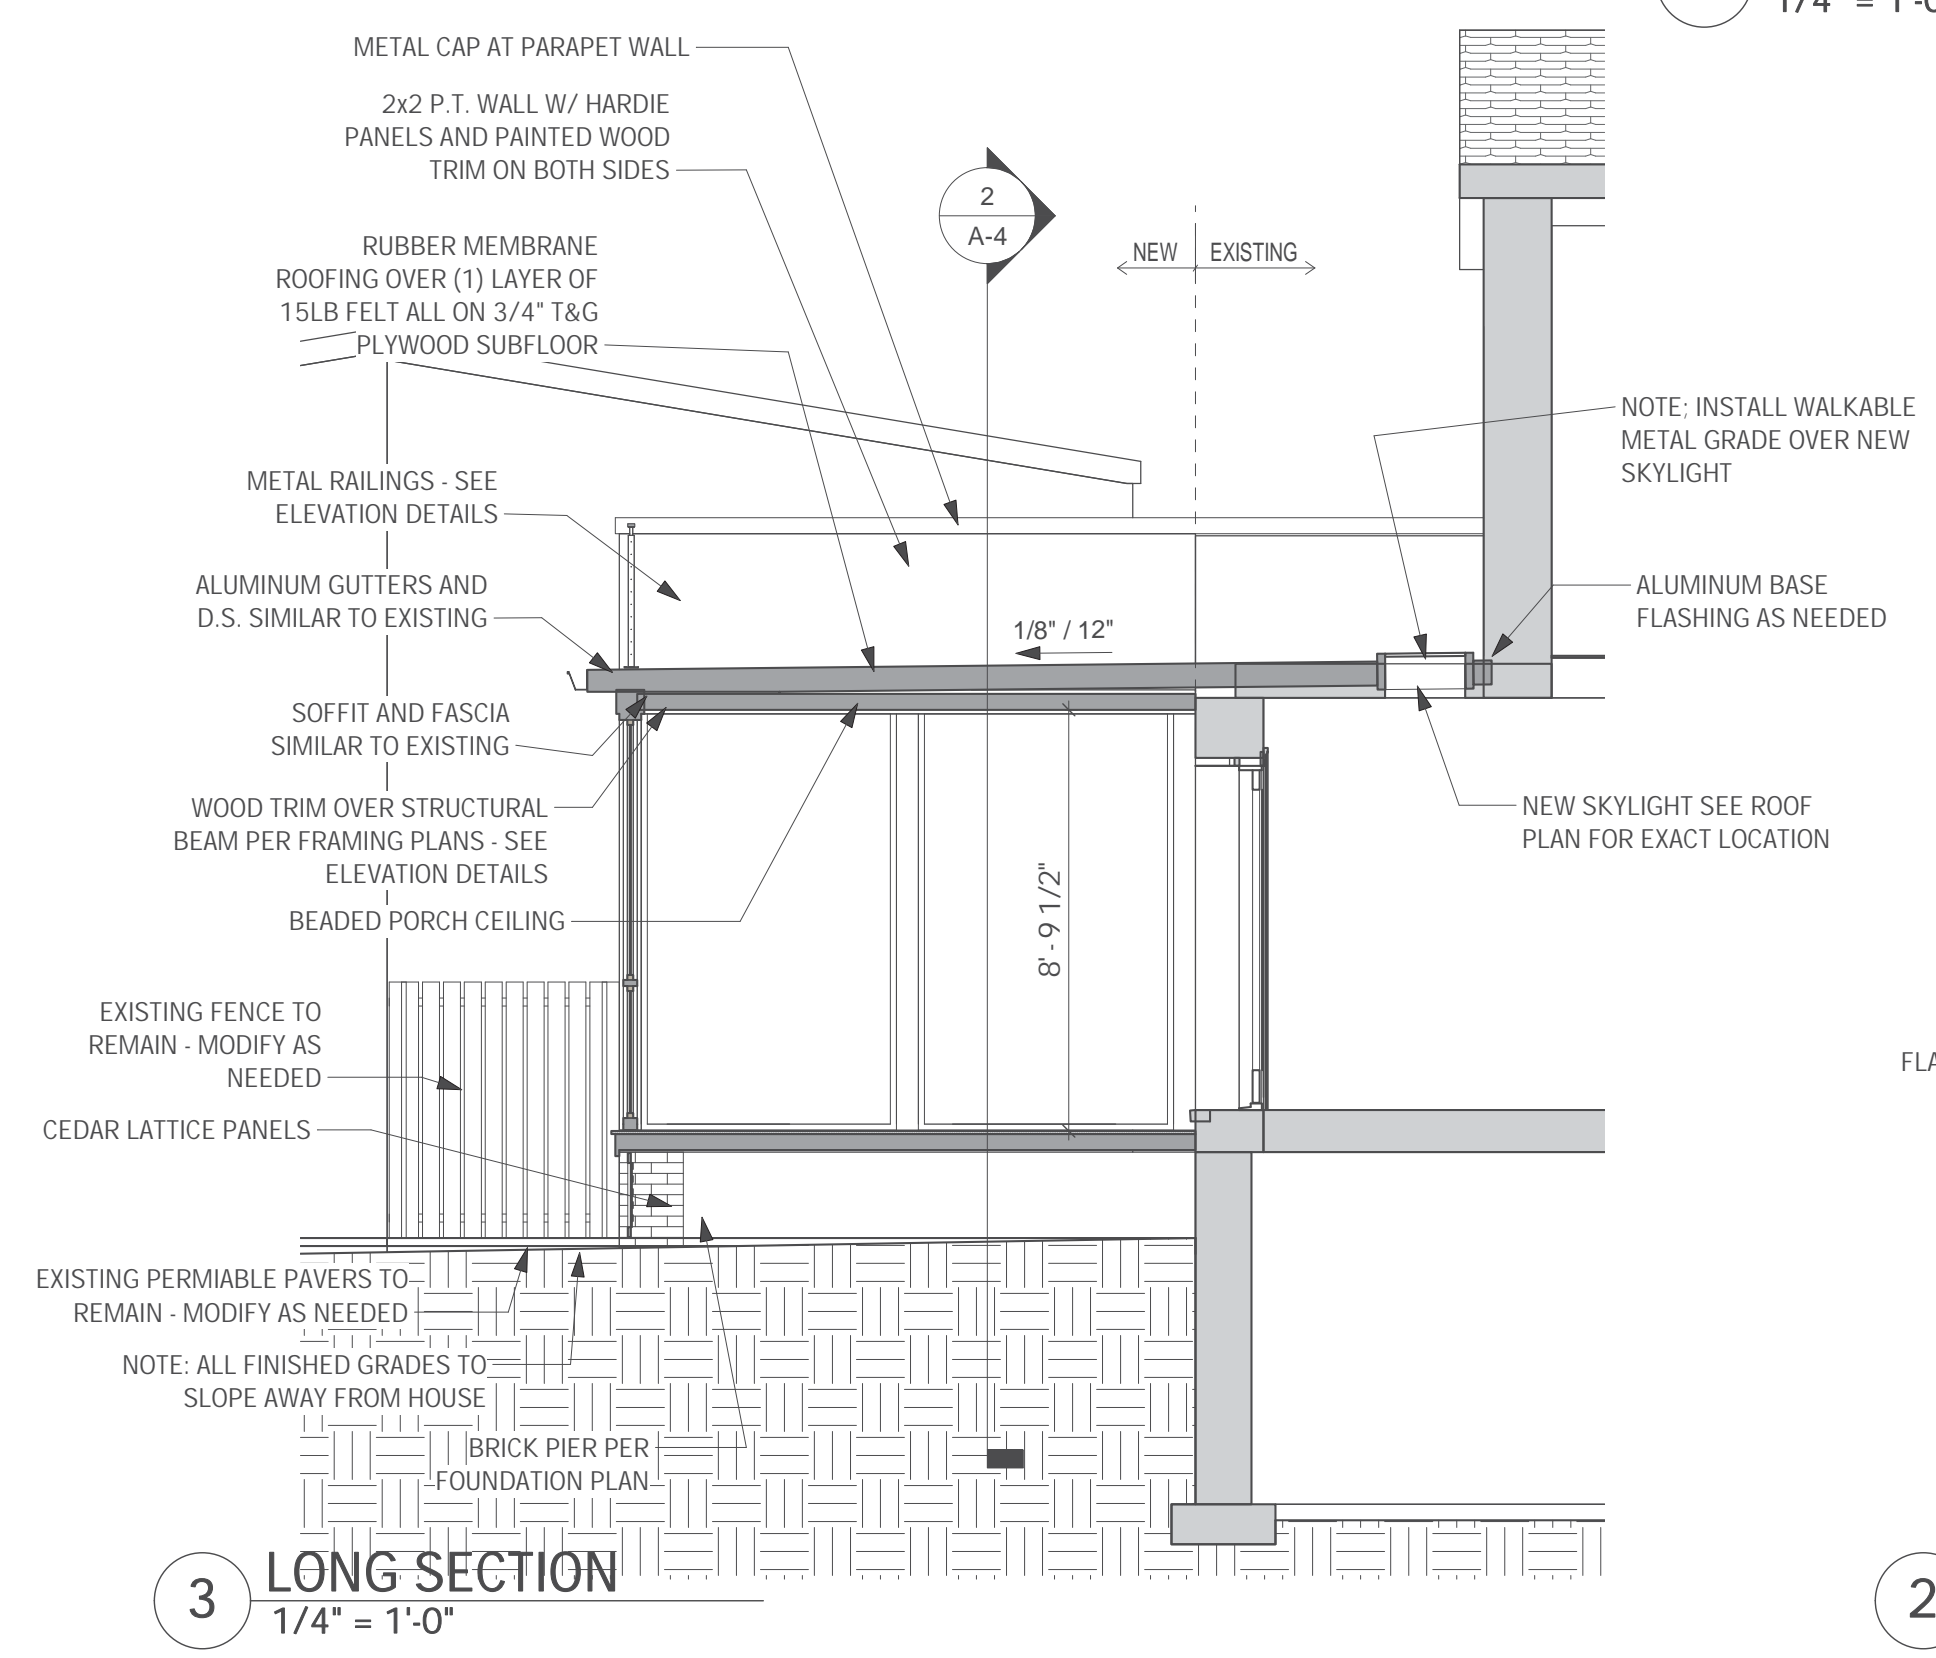 1/4" = 1'-0
METAL CAP AT PARAPET WALL
2x2 P.T. WALL W/ HARDIE
PANELS AND PAINTED WOOD
TRIM ON BOTH SIDES
2
A-4
RUBBER MEMBRANE
ROOFING OVER (1) LAYER OF
15LB FELT ALL ON 3/4" T&G
PLYWOOD SUBFLOOR
NEW
EXISTING
NOTE; INSTALL WALKABLE
METAL GRADE OVER NEW
SKYLIGHT
METAL RAILINGS - SEE
ELEVATION DETAILS
ALUMINUM GUTTERS AND
D.S. SIMILAR TO EXISTING
ALUMINUM BASE
FLASHING AS NEEDED
1/8" / 12"
SOFFIT AND FASCIA
SIMILAR TO EXISTING
WOOD TRIM OVER STRUCTURAL
BEAM PER FRAMING PLANS - SEE
ELEVATION DETAILS
NEW SKYLIGHT SEE ROOF
PLAN FOR EXACT LOCATION
BEADED PORCH CEILING
8' - 9 1/2"
EXISTING FENCE TO
REMAIN - MODIFY AS
NEEDED
FLA
CEDAR LATTICE PANELS
EXISTING PERMIABLE PAVERS TO
REMAIN - MODIFY AS NEEDED
NOTE: ALL FINISHED GRADES TO
SLOPE AWAY FROM HOUSE
BRICK PIER PER
FOUNDATION PLAN
3
LONG SECTION
1/4" = 1'-0"
2